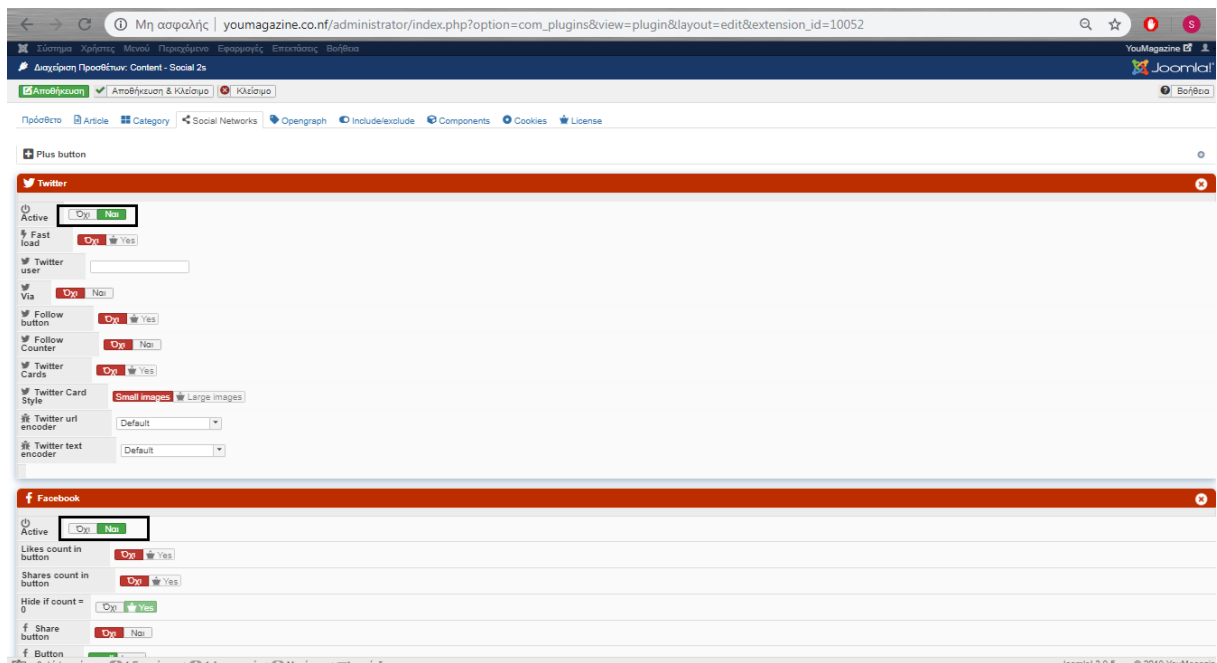 Μη ασφαλής | youmagazine.co.nf/administrator/index.php?option=com_plugins&view=plugin&layout=edit&extension_id=10052
S
Σύστημα Χρήστες Μενού Περιεχόμενο Εφαρμογές Επεκτάσεις Βοήθεια YouMagazine
Διαχείριση Προσθέτων: Content - Social 2s Joomla!
Αποθήκευση Αποθήκευση & Κλείσιμο Κλείσιμο Βοήθεια
Πρόσθετο Article Category Social Networks Opengraph Include/exclude Components Cookies License
Plus button
Twitter
Active Όχι Ναι
Fast load Όχι Yes
Twitter user
Via Όχι Ναι
Follow button Όχι Yes
Follow Counter Όχι Ναι
Twitter Cards Όχι Yes
Twitter Card Style Small images Large images
Twitter url encoder Default
Twitter text encoder Default
Facebook
Active Όχι Ναι
Likes count in button Όχι Yes
Shares count in button Όχι Yes
Hide if count = 0 Όχι Yes
Share button Όχι Ναι
Button